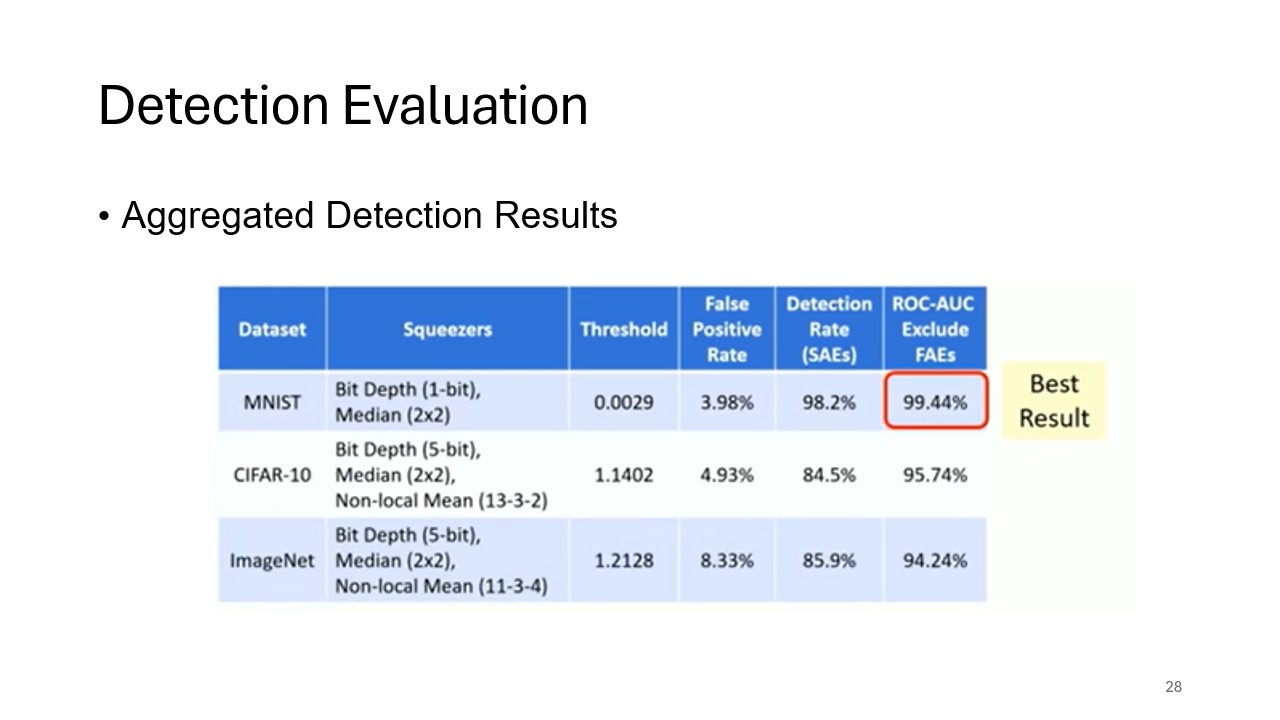 Detection Evaluation
• Aggregated Detection Results
Dataset Squeezers Threshold False Positive Rate Detection Rate (SAEs) ROC-AUC Exclude FAEs
MNIST Bit Depth (1-bit), Median (2x2) 0.0029 3.98% 98.2% 99.44%
Best Result
CIFAR-10 Bit Depth (5-bit), Median (2x2), Non-local Mean (13-3-2) 1.1402 4.93% 84.5% 95.74%
ImageNet Bit Depth (5-bit), Median (2x2), Non-local Mean (11-3-4) 1.2128 8.33% 85.9% 94.24%
28